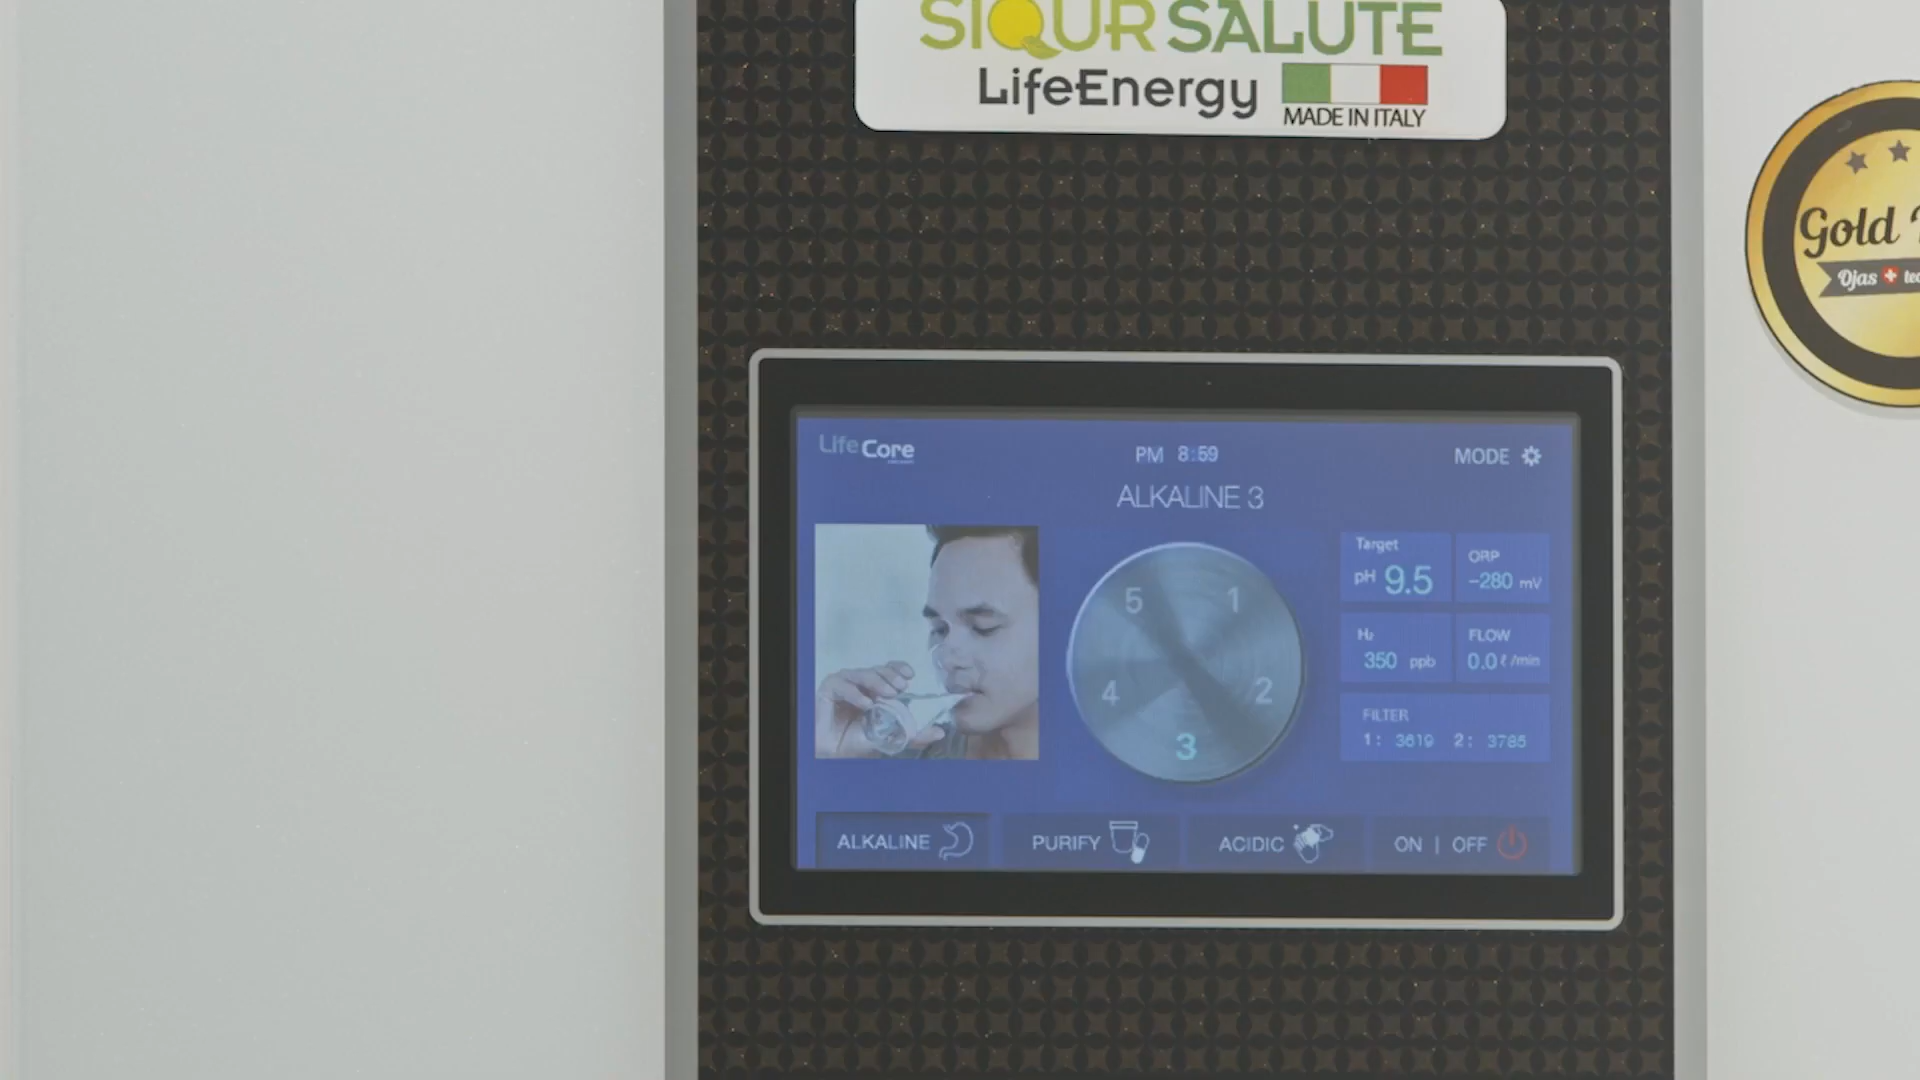 SIQUR SALUTE
LifeEnergy
MADE IN ITALY
Gold
Ojas
Life Core
PM 8:59
MODE
ALKALINE 3
5 1
4 2
3
Target
pH 9.5
ORP
-280 mV
H₂
350 ppb
FLOW
0.0 ℓ/min
FILTER
1: 3619 2: 3785
ALKALINE
PURIFY
ACIDIC
ON | OFF